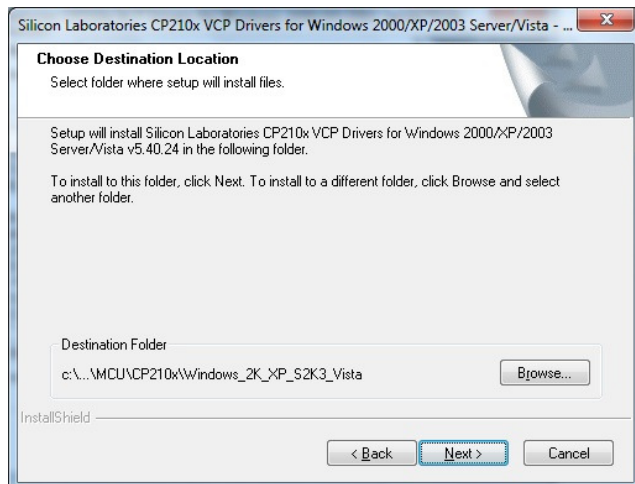 Silicon Laboratories CP210x VCP Drivers for Windows 2000/XP/2003 Server/Vista - ...
Choose Destination Location
Select folder where setup will install files.
Setup will install Silicon Laboratories CP210x VCP Drivers for Windows 2000/XP/2003
Server/Vista v5.40.24 in the following folder.
To install to this folder, click Next. To install to a different folder, click Browse and select
another folder.
Destination Folder
c:\...\MCU\CP210x\Windows_2K_XP_S2K3_Vista
Browse...
InstallShield
< Back
Next >
Cancel